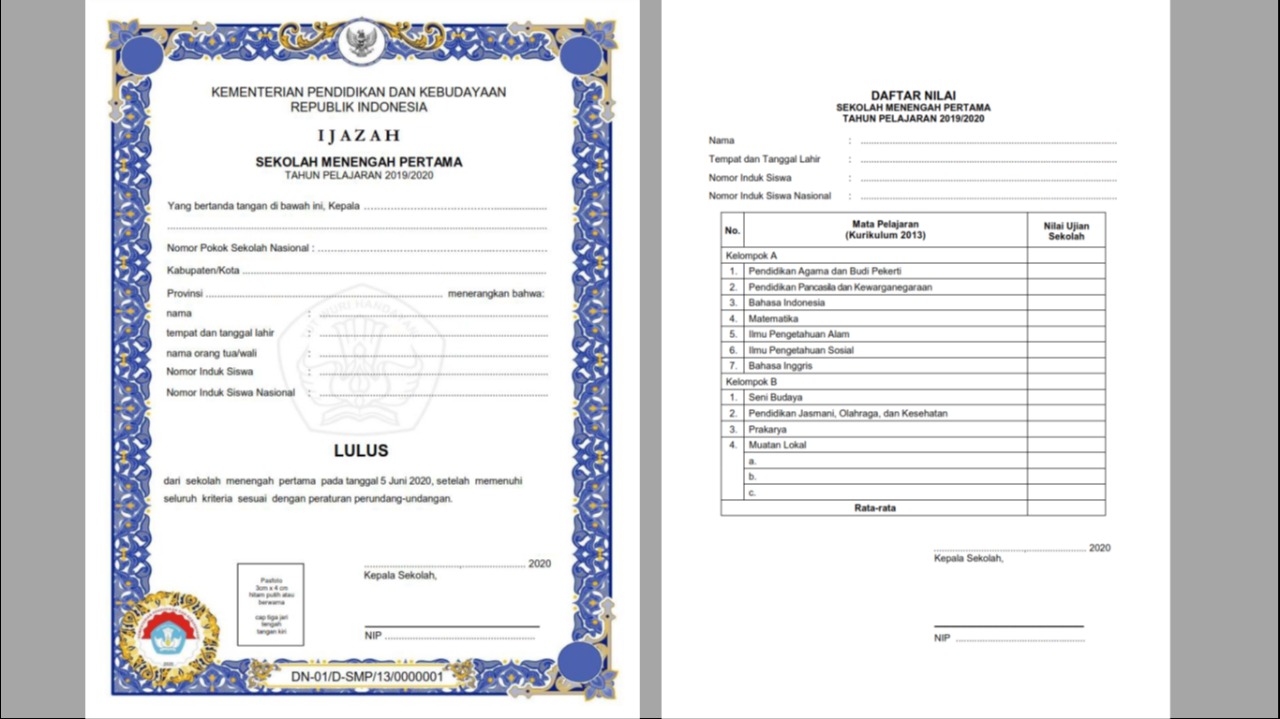 KEMENTERIAN PENDIDIKAN DAN KEBUDAYAAN
REPUBLIK INDONESIA
IJAZAH
SEKOLAH MENENGAH PERTAMA
TAHUN PELAJARAN 2019/2020
Yang bertanda tangan di bawah ini, Kepala
Nomor Pokok Sekolah Nasional :
Kabupaten/Kota
Provinsi menerangkan bahwa:
nama :
tempat dan tanggal lahir :
nama orang tua/wali :
Nomor Induk Siswa :
Nomor Induk Siswa Nasional :
LULUS
dari sekolah menengah pertama pada tanggal 5 Juni 2020, setelah memenuhi
seluruh kriteria sesuai dengan peraturan perundang-undangan.
, 2020
Kepala Sekolah,
Pasfoto
3cm x 4 cm
hitam putih atau
berwarna
cap tiga jari
tengah
tangan kiri
NIP
2020
DN-01/D-SMP/13/0000001
DAFTAR NILAI
SEKOLAH MENENGAH PERTAMA
TAHUN PELAJARAN 2019/2020
Nama :
Tempat dan Tanggal Lahir :
Nomor Induk Siswa :
Nomor Induk Siswa Nasional :
No. Mata Pelajaran (Kurikulum 2013) Nilai Ujian Sekolah
Kelompok A
1. Pendidikan Agama dan Budi Pekerti
2. Pendidikan Pancasila dan Kewarganegaraan
3. Bahasa Indonesia
4. Matematika
5. Ilmu Pengetahuan Alam
6. Ilmu Pengetahuan Sosial
7. Bahasa Inggris
Kelompok B
1. Seni Budaya
2. Pendidikan Jasmani, Olahraga, dan Kesehatan
3. Prakarya
4. Muatan Lokal
a.
b.
c.
Rata-rata
, 2020
Kepala Sekolah,
NIP